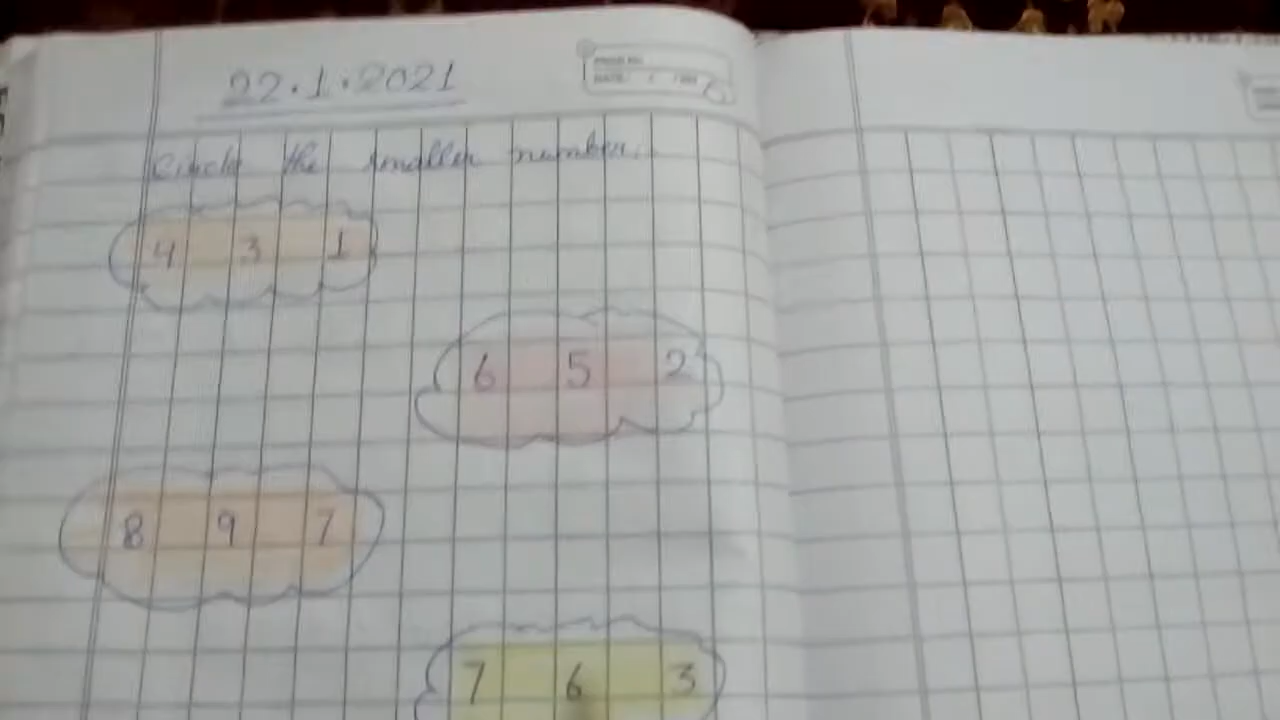 22.1.2021
Circle the smaller number.
4 3 1
6 5 2
8 9 7
7 6 3